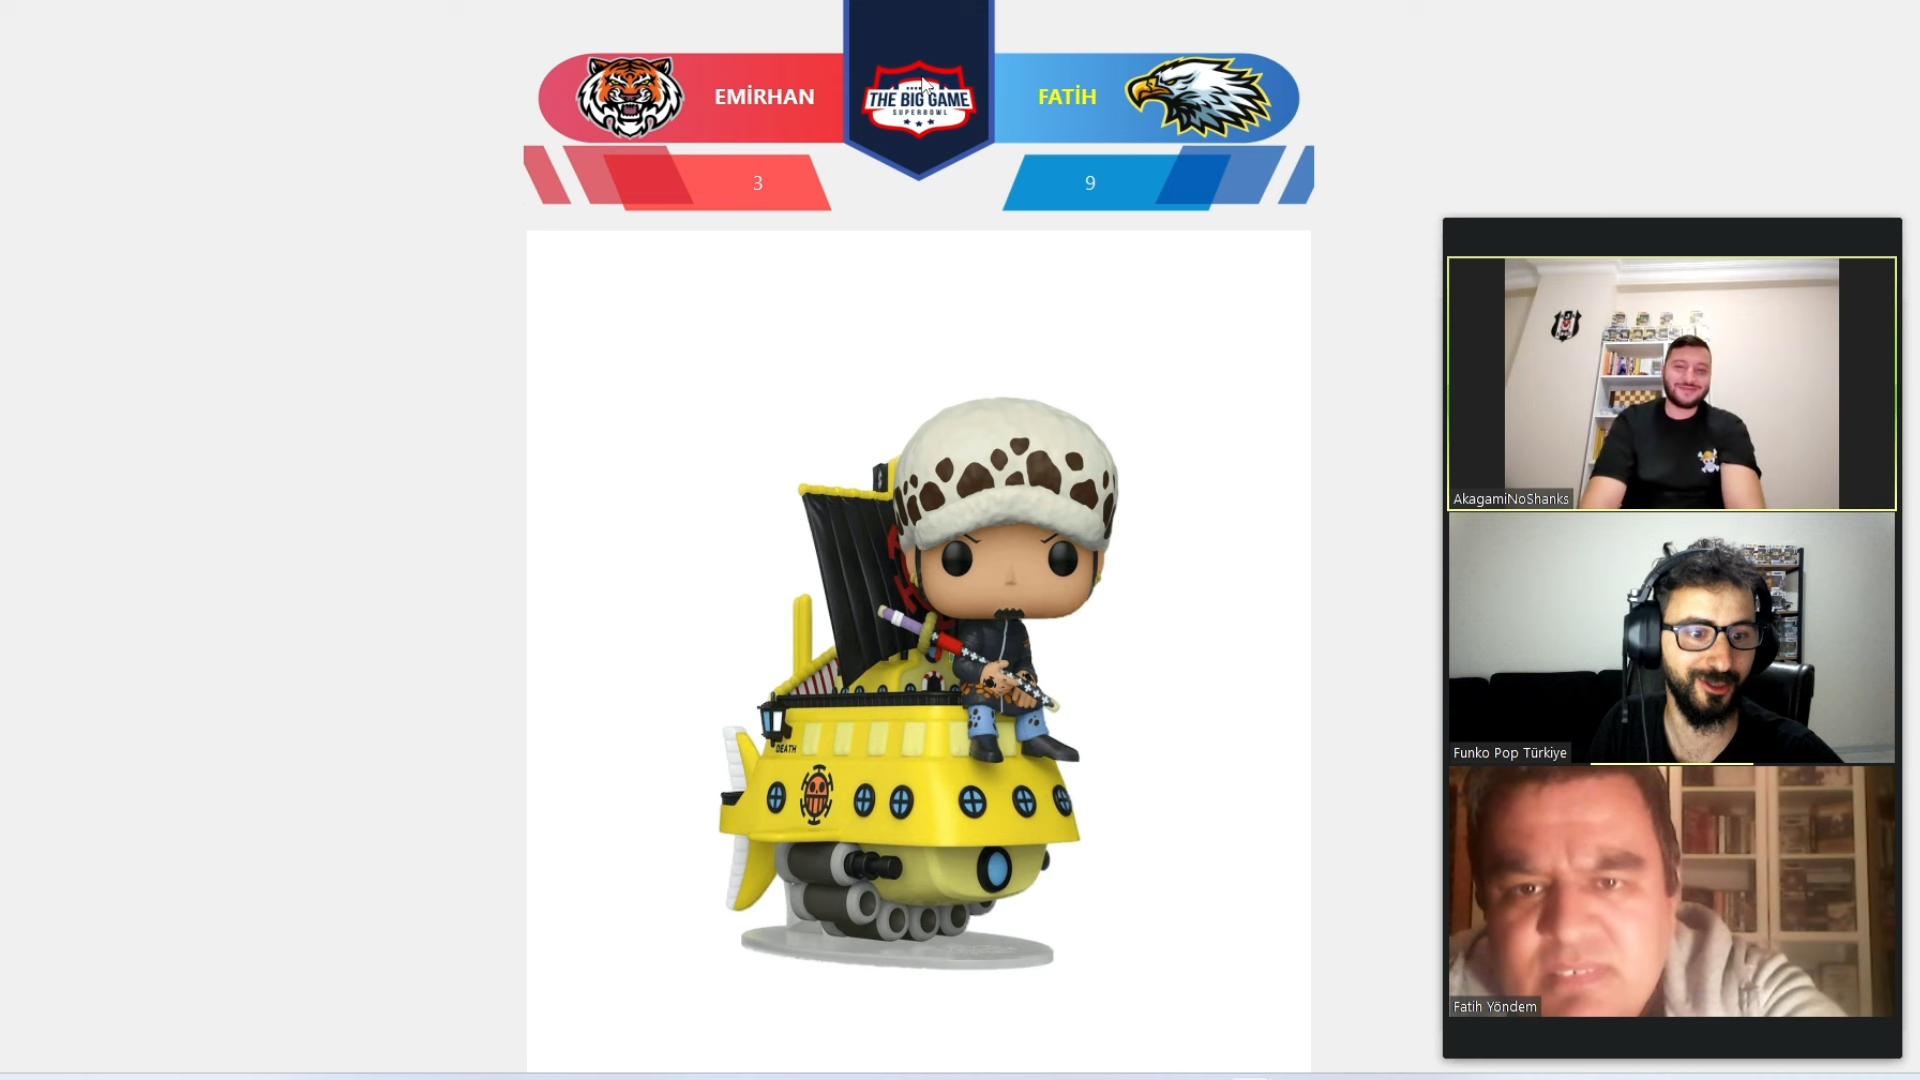 EMİRHAN
THE BIG GAME
SUPERBOWL
FATİH
3
9
DEATH
AkagamiNoShanks
Funko Pop Türkiye
Fatih Yöndem